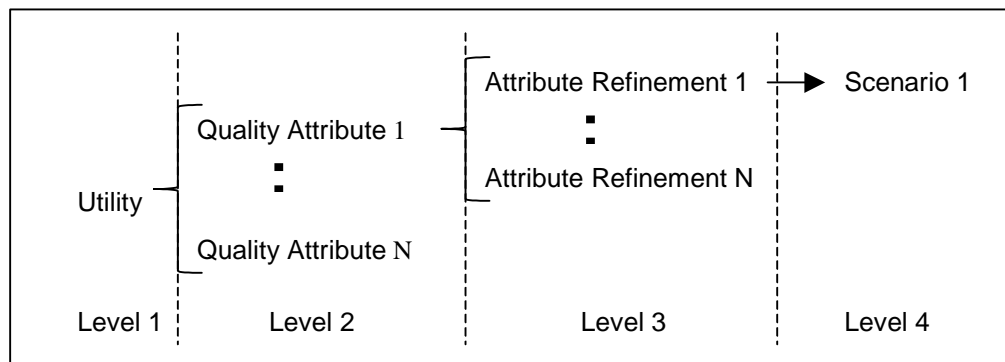 Attribute Refinement 1
Scenario 1
Quality Attribute 1
Attribute Refinement N
Utility
Quality Attribute N
Level 1
Level 2
Level 3
Level 4